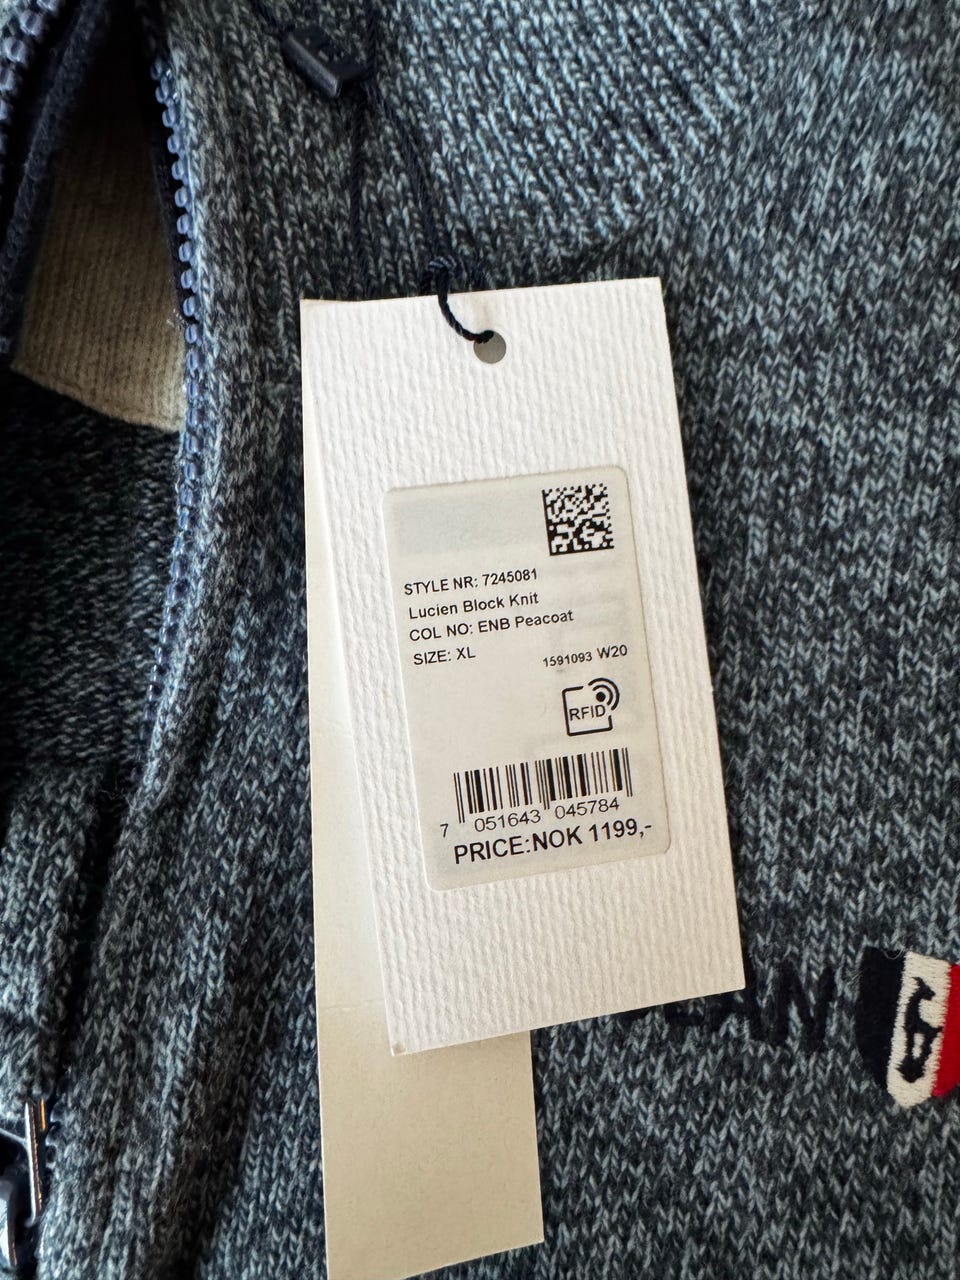 STYLE NR: 7245081
Lucien Block Knit
COL NO: ENB Peacoat
SIZE: XL
1591093 W20
RFID
7 051643 045784
PRICE:NOK 1199,-